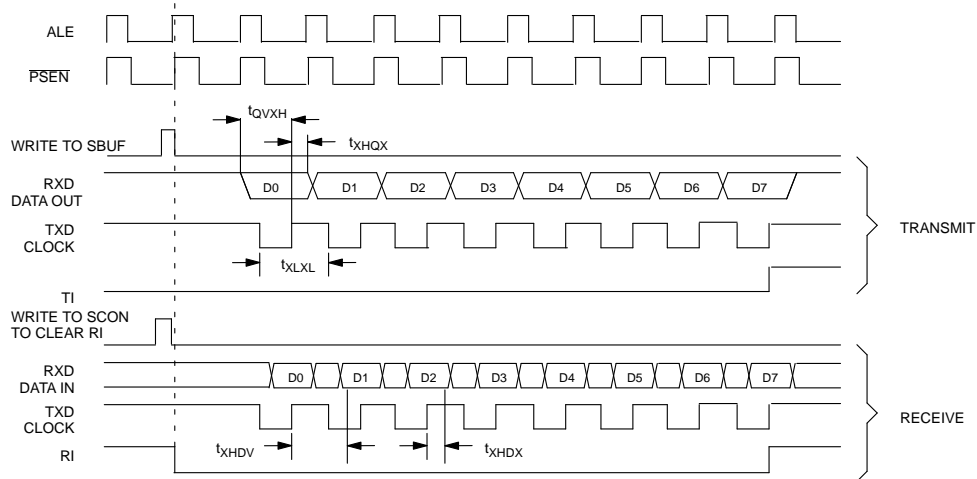 ALE
PSEN
tQVXH
tXHQX
WRITE TO SBUF
RXD
DATA OUT
D0 D1 D2 D3 D4 D5 D6 D7
TXD
CLOCK
TRANSMIT
tXLXL
TI
WRITE TO SCON
TO CLEAR RI
RXD
DATA IN
D0 D1 D2 D3 D4 D5 D6 D7
TXD
CLOCK
RECEIVE
tXHDV
tXHDX
RI